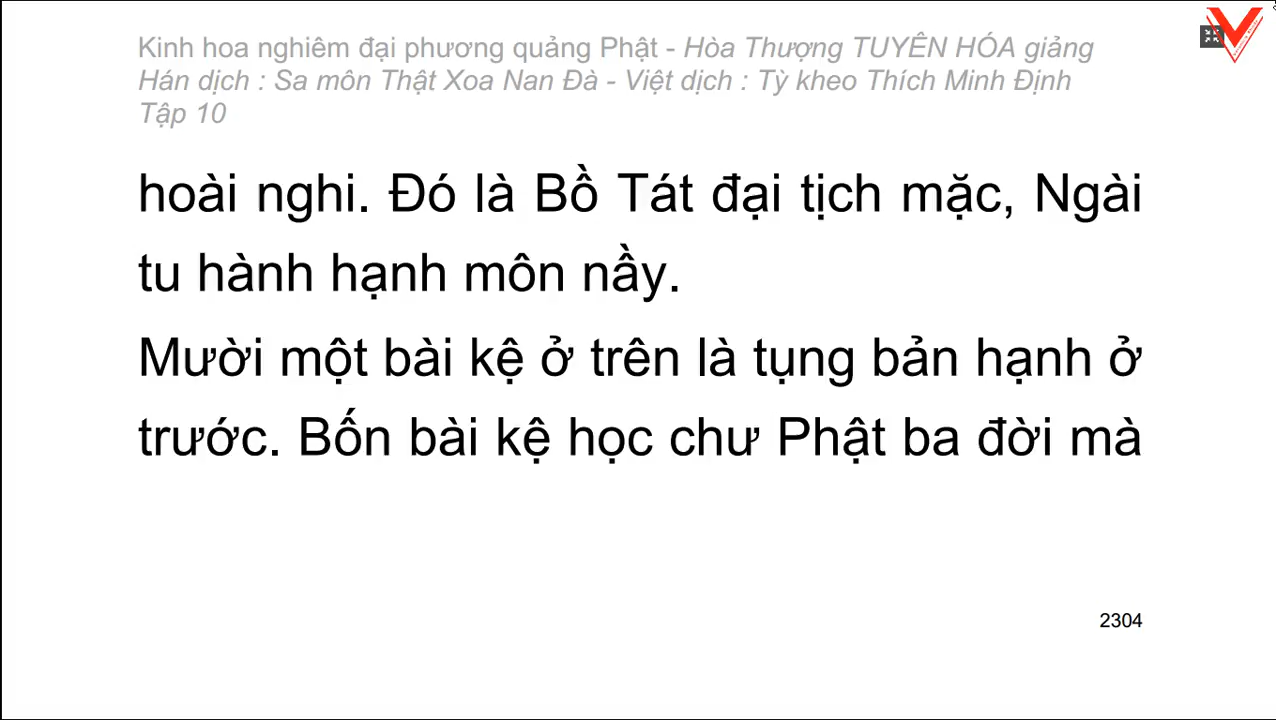 Kinh hoa nghiêm đại phương quảng Phật - Hòa Thượng TUYÊN HÓA giảng
Hán dịch : Sa môn Thật Xoa Nan Đà - Việt dịch : Tỳ kheo Thích Minh Định
Tập 10
hoài nghi. Đó là Bồ Tát đại tịch mặc, Ngài
tu hành hạnh môn nầy.
Mười một bài kệ ở trên là tụng bản hạnh ở
trước. Bốn bài kệ học chư Phật ba đời mà
2304